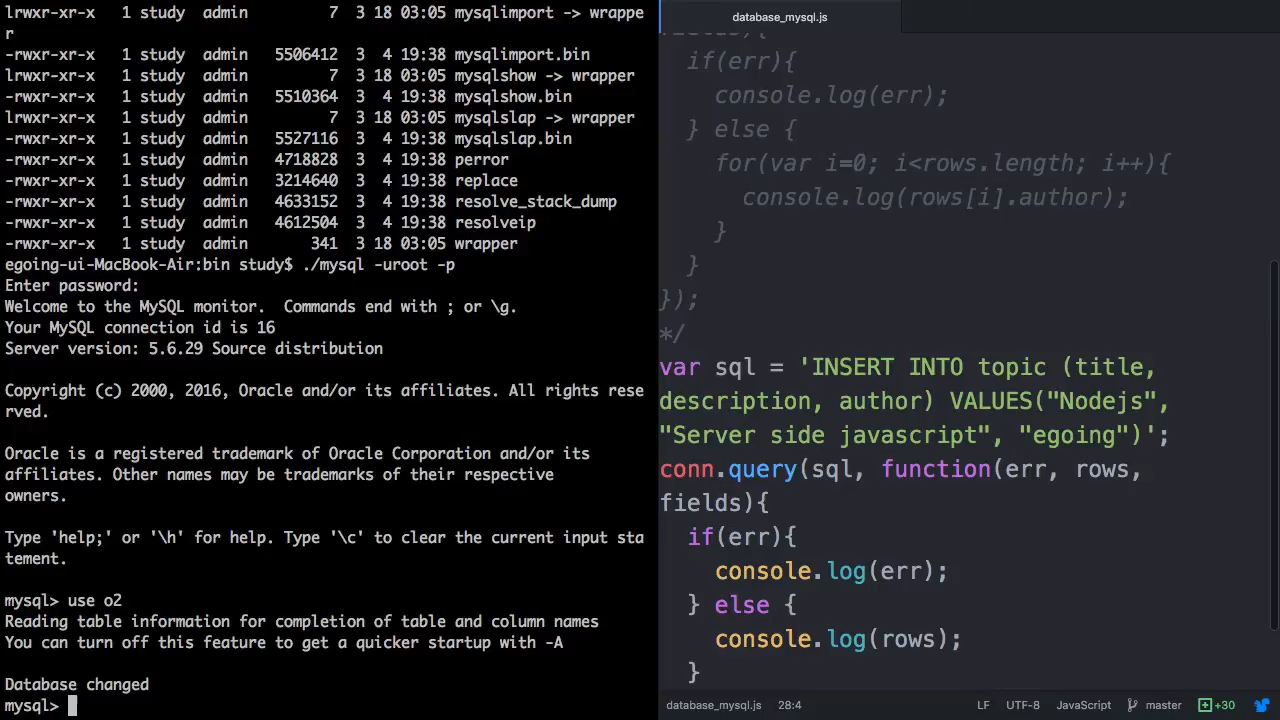 lrwxr-xr-x   1 study  admin         7  3 18 03:05 mysqlimport -> wrappe
r
-rwxr-xr-x   1 study  admin   5506412  3  4 19:38 mysqlimport.bin
lrwxr-xr-x   1 study  admin         7  3 18 03:05 mysqlshow -> wrapper
-rwxr-xr-x   1 study  admin   5510364  3  4 19:38 mysqlshow.bin
lrwxr-xr-x   1 study  admin         7  3 18 03:05 mysqlslap -> wrapper
-rwxr-xr-x   1 study  admin   5527116  3  4 19:38 mysqlslap.bin
-rwxr-xr-x   1 study  admin   4718828  3  4 19:38 perror
-rwxr-xr-x   1 study  admin   3214640  3  4 19:38 replace
-rwxr-xr-x   1 study  admin   4633152  3  4 19:38 resolve_stack_dump
-rwxr-xr-x   1 study  admin   4612504  3  4 19:38 resolveip
-rwxr-xr-x   1 study  admin       341  3 18 03:05 wrapper
egoing-ui-MacBook-Air:bin study$ ./mysql -uroot -p
Enter password:
Welcome to the MySQL monitor.  Commands end with ; or \g.
Your MySQL connection id is 16
Server version: 5.6.29 Source distribution
Copyright (c) 2000, 2016, Oracle and/or its affiliates. All rights rese
rved.
Oracle is a registered trademark of Oracle Corporation and/or its
affiliates. Other names may be trademarks of their respective
owners.
Type 'help;' or '\h' for help. Type '\c' to clear the current input sta
tement.
mysql> use o2
Reading table information for completion of table and column names
You can turn off this feature to get a quicker startup with -A
Database changed
mysql>
database_mysql.js
fields){
if(err){
console.log(err);
} else {
for(var i=0; i<rows.length; i++){
console.log(rows[i].author);
}
}
});
*/
var sql = 'INSERT INTO topic (title,
description, author) VALUES("Nodejs",
"Server side javascript", "egoing")';
conn.query(sql, function(err, rows,
fields){
if(err){
console.log(err);
} else {
console.log(rows);
}
database_mysql.js   28:4   LF   UTF-8   JavaScript   master   +30